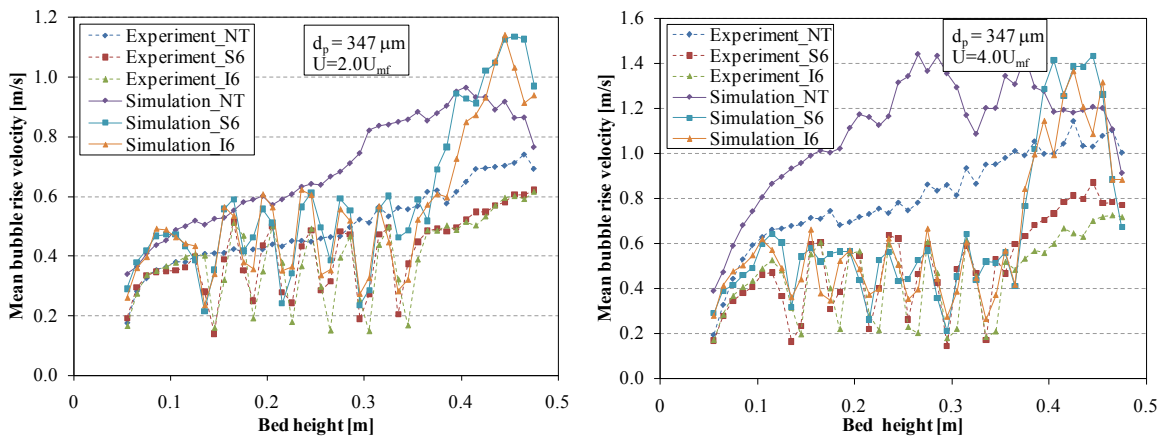 1.2
1.0
0.8
0.6
0.4
0.2
0.0
Mean bubble rise velocity [m/s]
Experiment_NT
Experiment_S6
Experiment_I6
Simulation_NT
Simulation_S6
Simulation_I6
dp = 347 μm
U=2.0Umf
0 0.1 0.2 0.3 0.4 0.5
Bed height [m]
1.6
1.4
1.2
1.0
0.8
0.6
0.4
0.2
0.0
Mean bubble rise velocity [m/s]
Experiment_NT
Experiment_S6
Experiment_I6
Simulation_NT
Simulation_S6
Simulation_I6
dp = 347 μm
U=4.0Umf
0 0.1 0.2 0.3 0.4 0.5
Bed height [m]